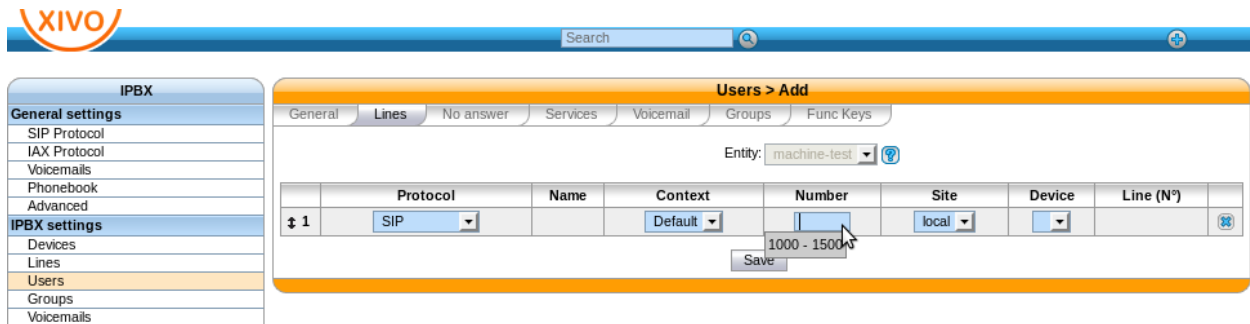 XIVO
Search
IPBX
General settings
SIP Protocol
IAX Protocol
Voicemails
Phonebook
Advanced
IPBX settings
Devices
Lines
Users
Groups
Voicemails
Users > Add
General Lines No answer Services Voicemail Groups Func Keys
Entity: machine-test
Protocol Name Context Number Site Device Line (N°)
1 SIP Default local
1000 - 1500
Save